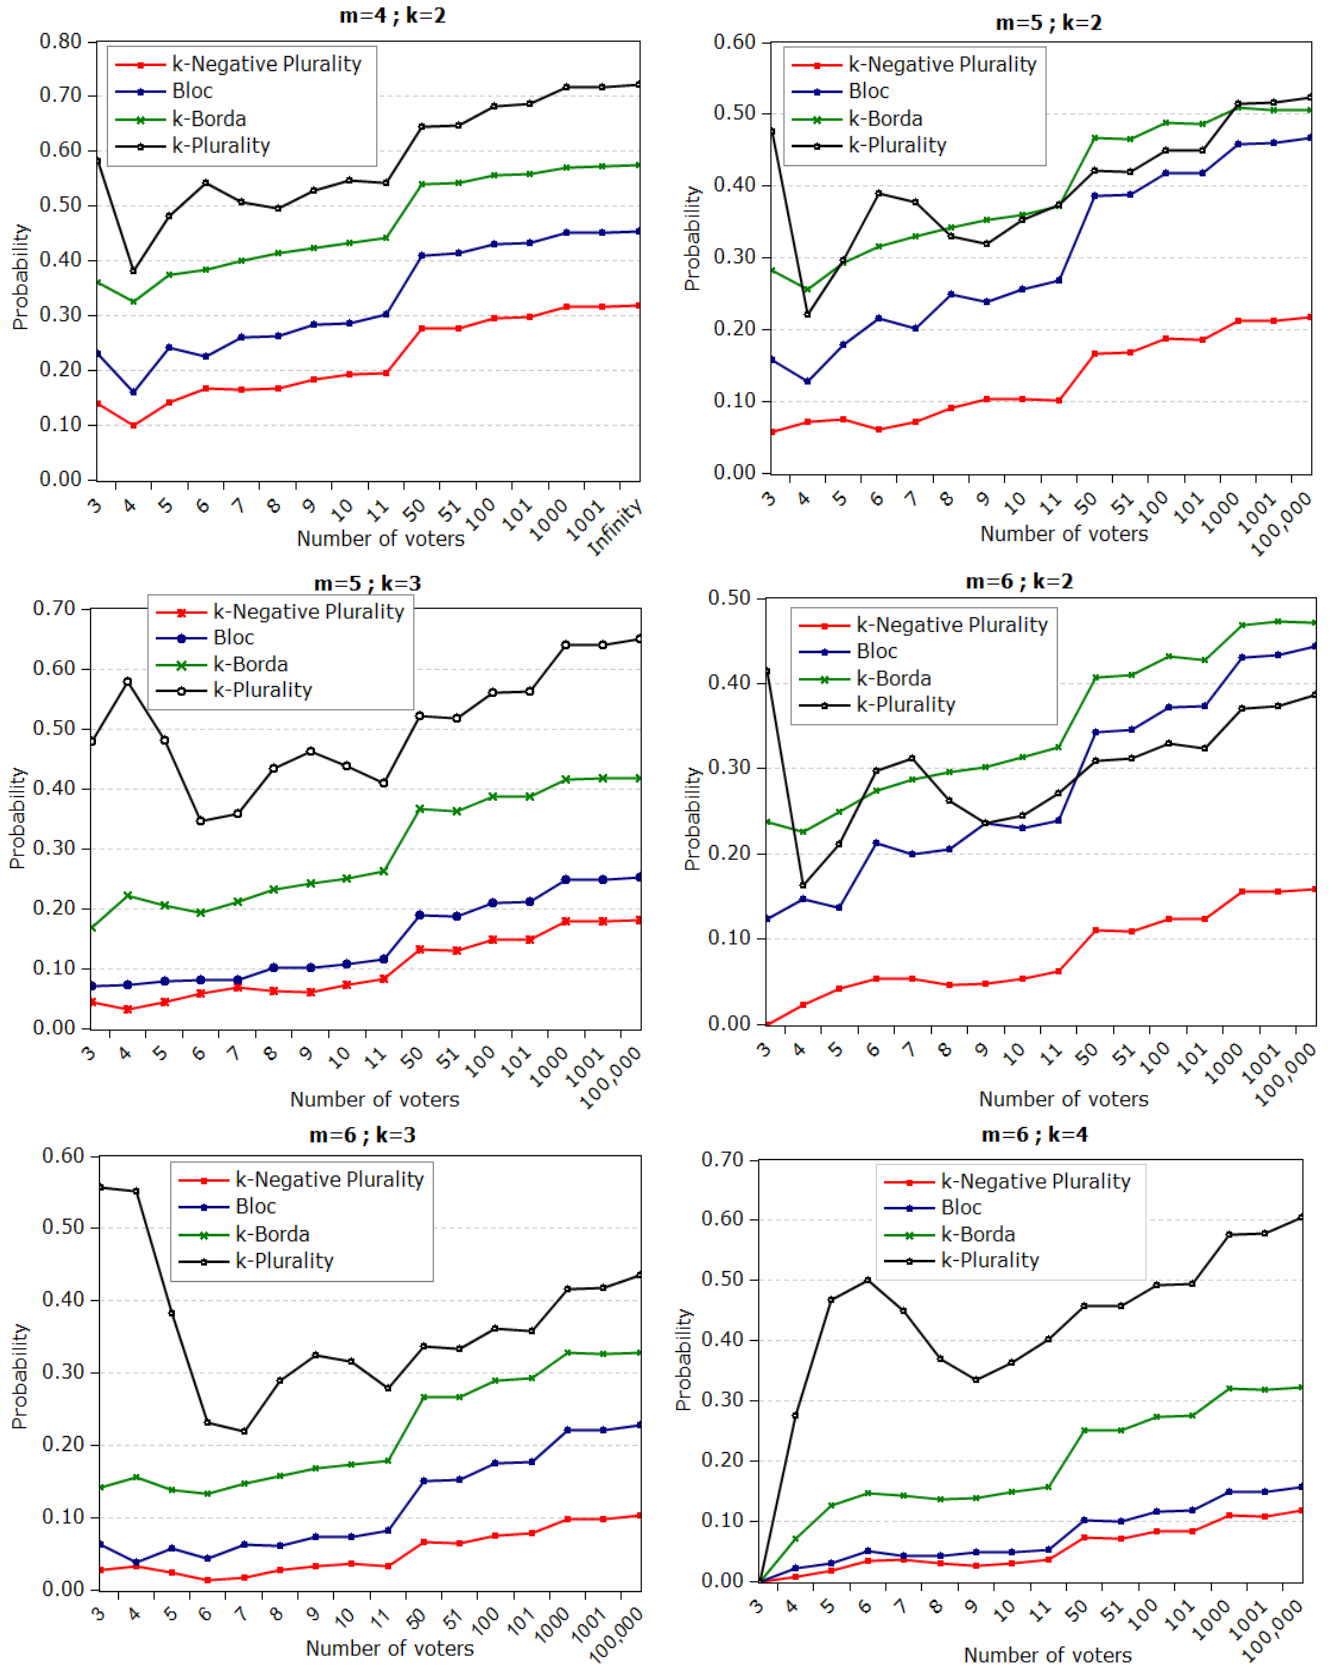 m=4 ; k=2
0.80
0.70
0.60
0.50
0.40
0.30
0.20
0.10
0.00
Probability
k-Negative Plurality
Bloc
k-Borda
k-Plurality
3 4 5 6 7 8 9 10 11 50 51 100 101 1000 1001 Infinity
Number of voters
m=5 ; k=2
0.60
0.50
0.40
0.30
0.20
0.10
0.00
Probability
k-Negative Plurality
Bloc
k-Borda
k-Plurality
3 4 5 6 7 8 9 10 11 50 51 100 101 1000 1001 100,000
Number of voters
m=5 ; k=3
0.70
0.60
0.50
0.40
0.30
0.20
0.10
0.00
Probability
k-Negative Plurality
Bloc
k-Borda
k-Plurality
3 4 5 6 7 8 9 10 11 50 51 100 101 1000 1001 100,000
Number of voters
m=6 ; k=2
0.50
0.40
0.30
0.20
0.10
0.00
Probability
k-Negative Plurality
Bloc
k-Borda
k-Plurality
3 4 5 6 7 8 9 10 11 50 51 100 101 1000 1001 100,000
Number of voters
m=6 ; k=3
0.60
0.50
0.40
0.30
0.20
0.10
0.00
Probability
k-Negative Plurality
Bloc
k-Borda
k-Plurality
3 4 5 6 7 8 9 10 11 50 51 100 101 1000 1001 100,000
Number of voters
m=6 ; k=4
0.70
0.60
0.50
0.40
0.30
0.20
0.10
0.00
Probability
k-Negative Plurality
Bloc
k-Borda
k-Plurality
3 4 5 6 7 8 9 10 11 50 51 100 101 1000 1001 100,000
Number of voters